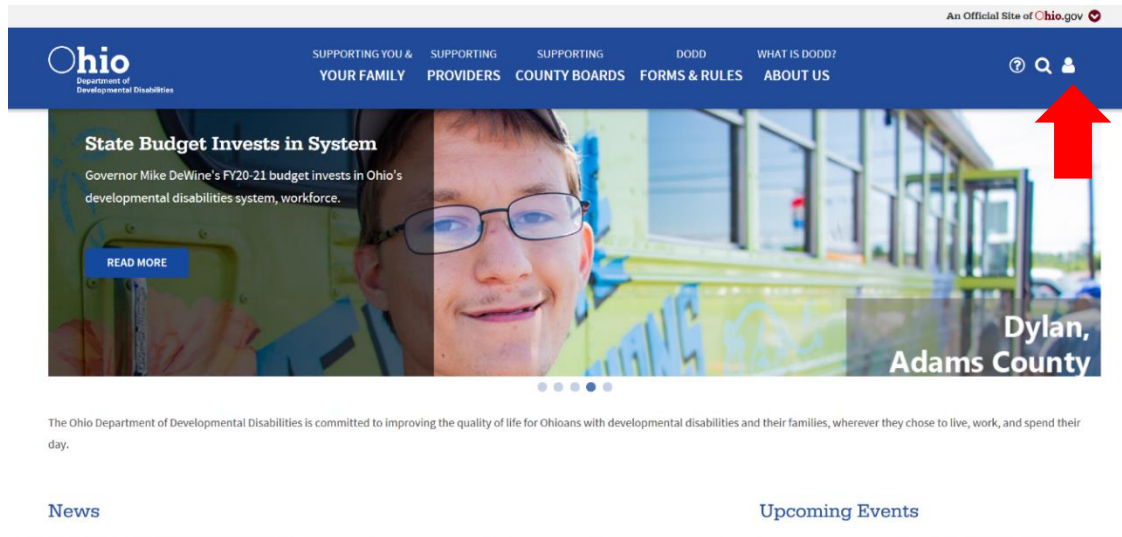 An Official Site of Ohio.gov
Ohio
Department of
Developmental Disabilities
SUPPORTING YOU &
YOUR FAMILY
SUPPORTING
PROVIDERS
SUPPORTING
COUNTY BOARDS
DODD
FORMS & RULES
WHAT IS DODD?
ABOUT US
State Budget Invests in System
Governor Mike DeWine's FY20-21 budget invests in Ohio's
developmental disabilities system, workforce.
READ MORE
Dylan,
Adams County
The Ohio Department of Developmental Disabilities is committed to improving the quality of life for Ohioans with developmental disabilities and their families, wherever they chose to live, work, and spend their
day.
News
Upcoming Events